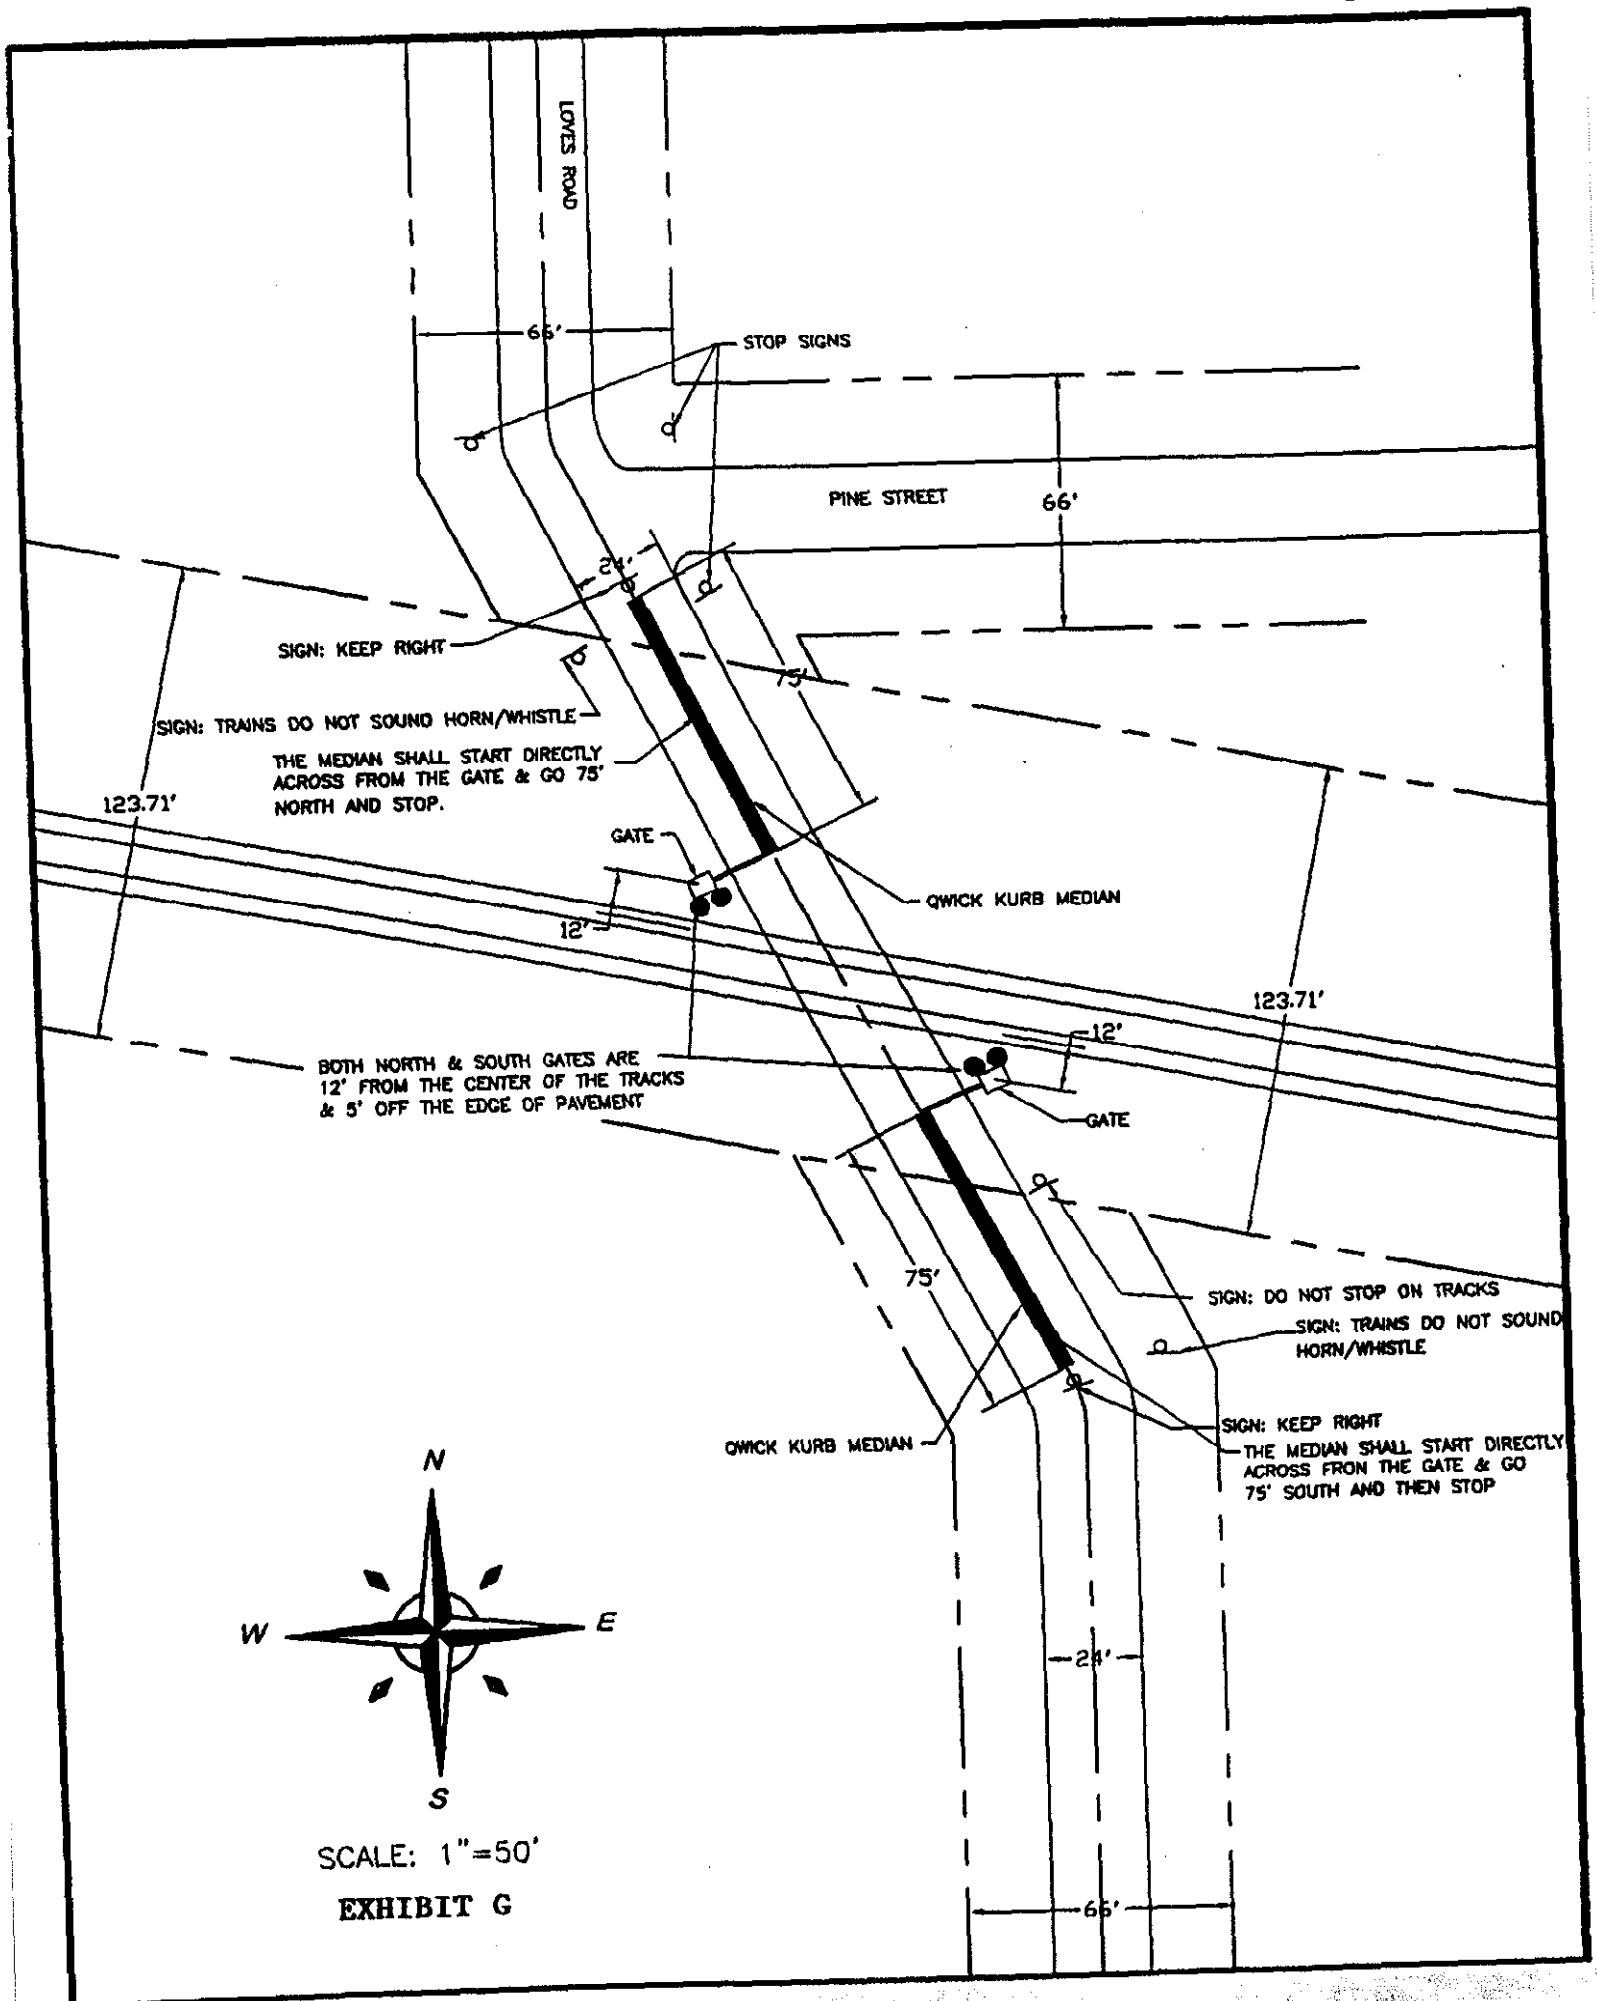 LOVES ROAD
66'
STOP SIGNS
PINE STREET
66'
24'
SIGN: KEEP RIGHT
75'
SIGN: TRAINS DO NOT SOUND HORN/WHISTLE
THE MEDIAN SHALL START DIRECTLY
ACROSS FROM THE GATE & GO 75'
NORTH AND STOP.
123.71'
GATE
QWICK KURB MEDIAN
12'
123.71'
12'
BOTH NORTH & SOUTH GATES ARE
12' FROM THE CENTER OF THE TRACKS
& 5' OFF THE EDGE OF PAVEMENT
GATE
75'
SIGN: DO NOT STOP ON TRACKS
SIGN: TRAINS DO NOT SOUND
HORN/WHISTLE
SIGN: KEEP RIGHT
QWICK KURB MEDIAN
THE MEDIAN SHALL START DIRECTLY
ACROSS FRON THE GATE & GO
75' SOUTH AND THEN STOP
N
W
E
S
24'
SCALE: 1"=50'
EXHIBIT G
66'